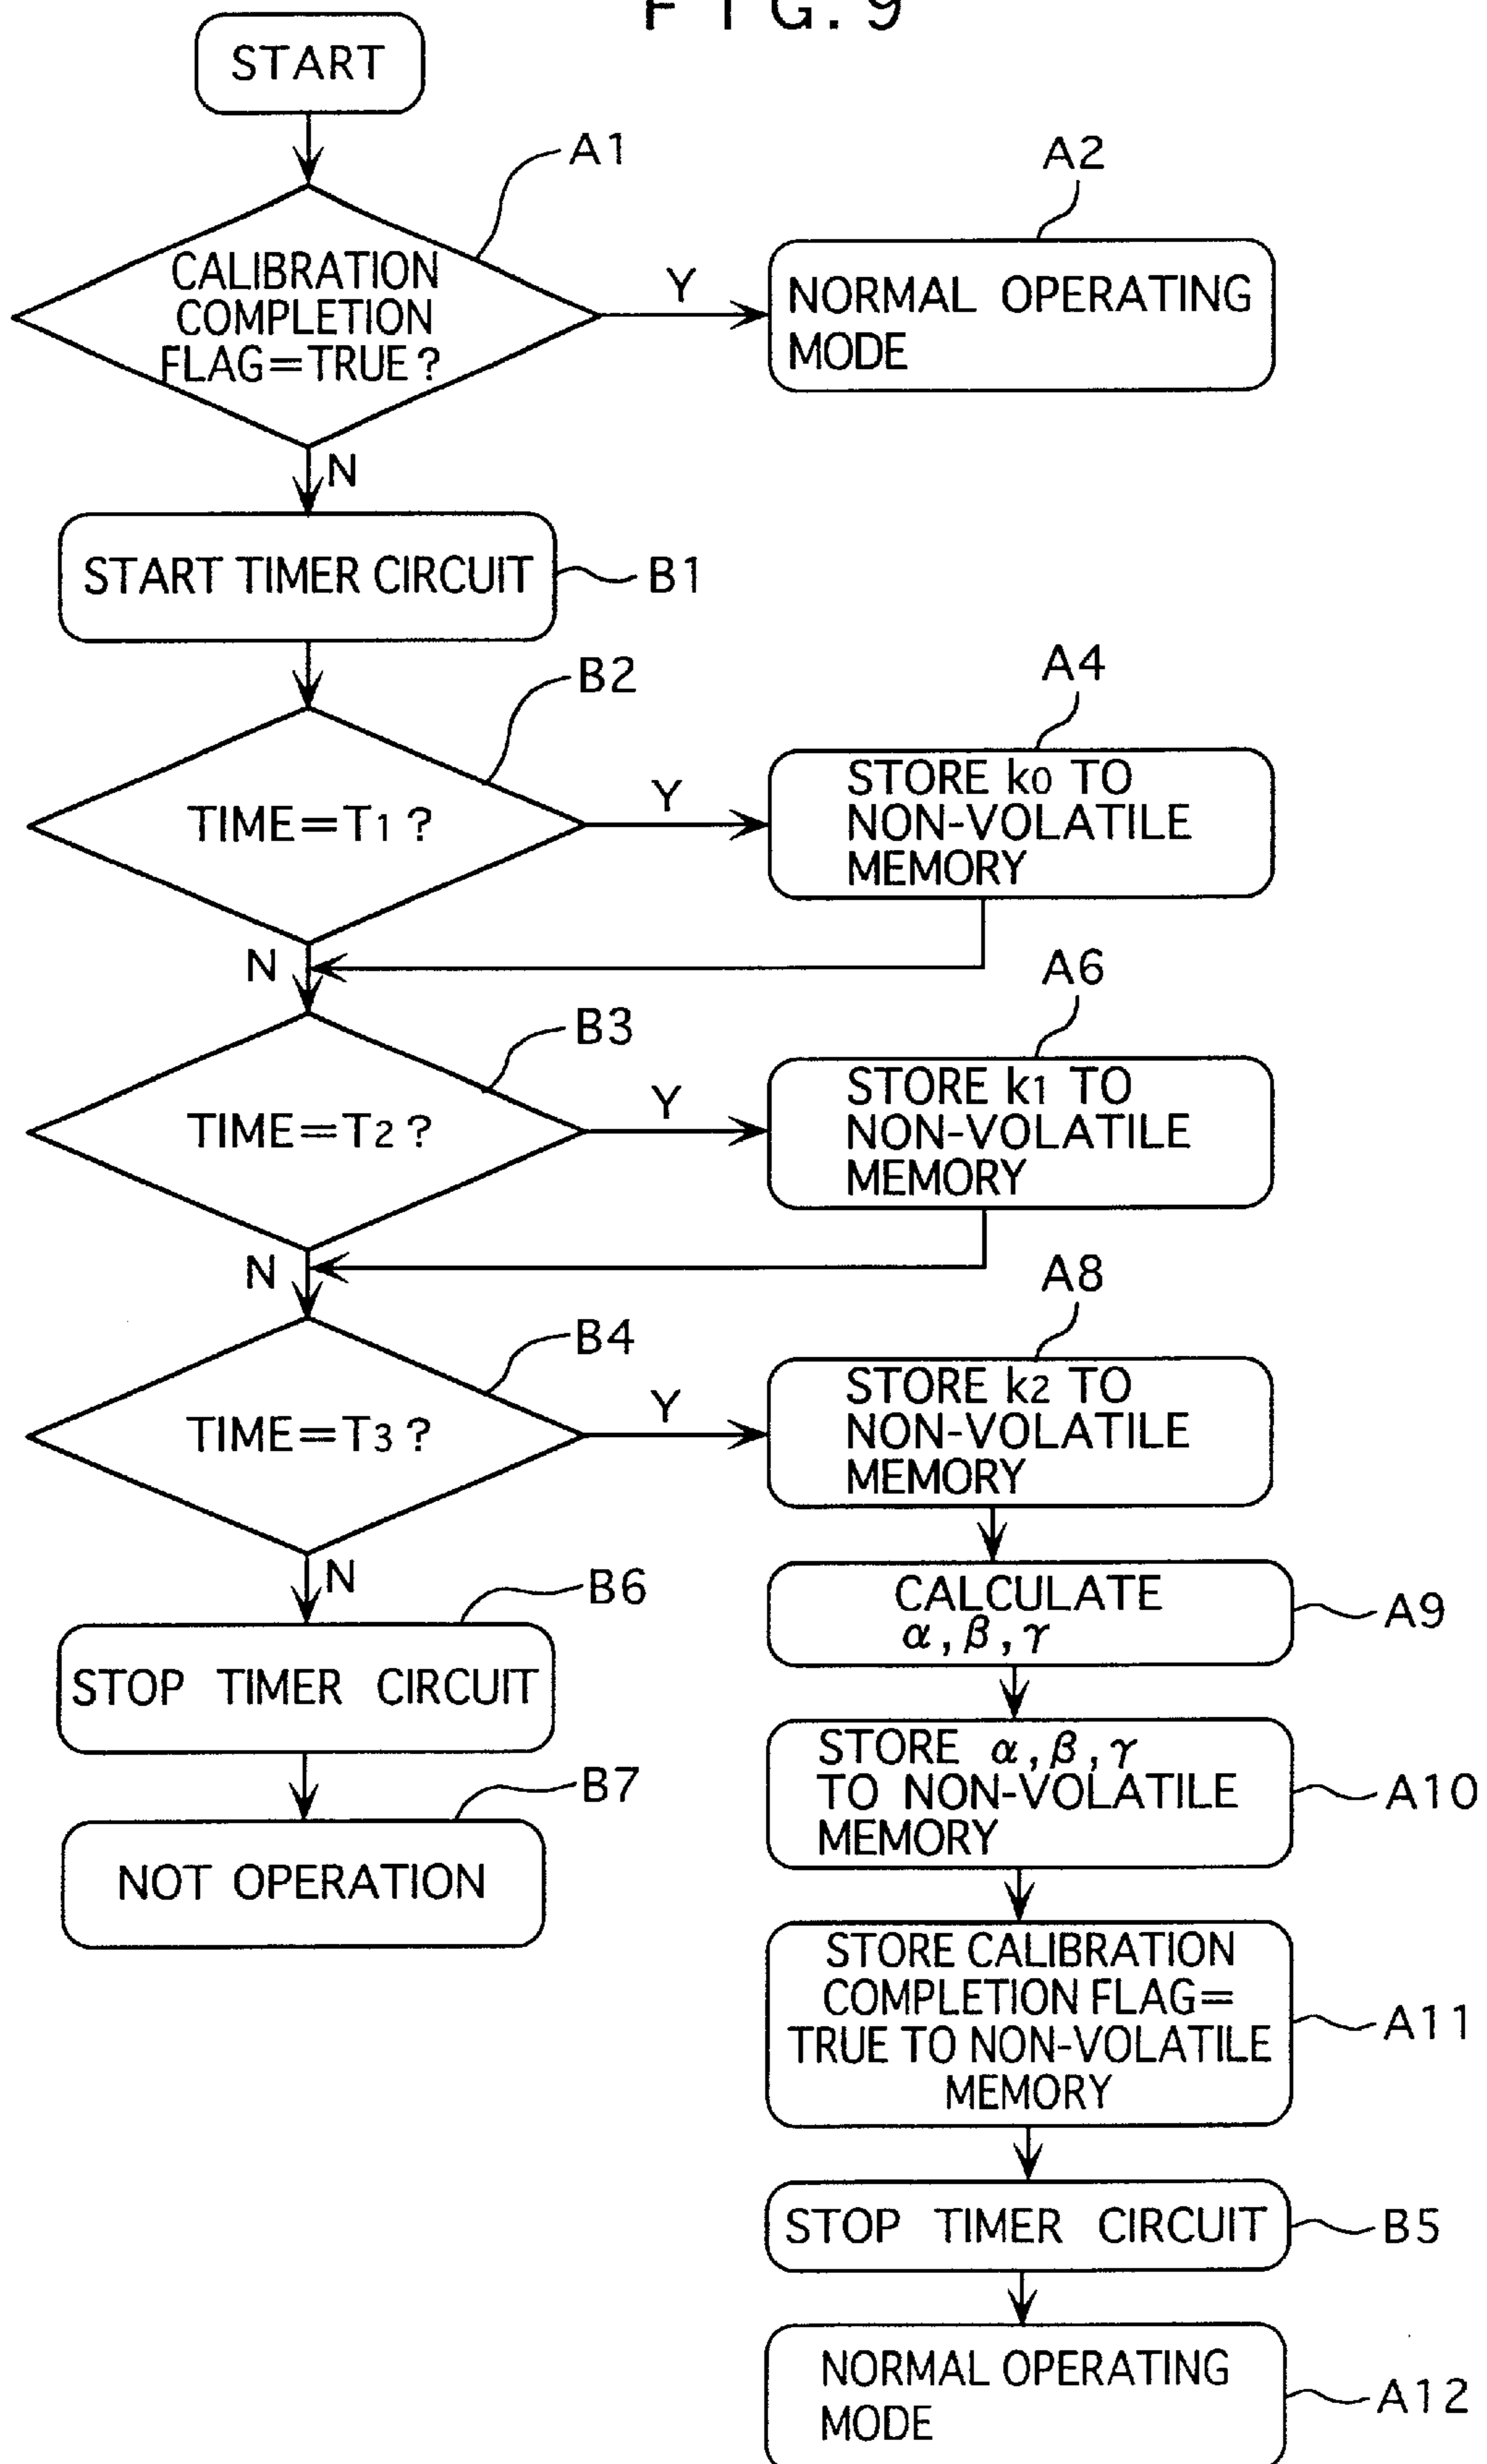 FIG. 9
START
A1
A2
CALIBRATION
COMPLETION
FLAG=TRUE?
Y
NORMAL OPERATING
MODE
N
START TIMER CIRCUIT
B1
B2
A4
TIME=T1?
Y
STORE k0 TO
NON-VOLATILE
MEMORY
N
B3
A6
TIME=T2?
Y
STORE k1 TO
NON-VOLATILE
MEMORY
N
B4
A8
TIME=T3?
Y
STORE k2 TO
NON-VOLATILE
MEMORY
N
B6
CALCULATE
α, β, γ
A9
STOP TIMER CIRCUIT
STORE α, β, γ
TO NON-VOLATILE
MEMORY
A10
B7
NOT OPERATION
STORE CALIBRATION
COMPLETION FLAG=
TRUE TO NON-VOLATILE
MEMORY
A11
STOP TIMER CIRCUIT
B5
NORMAL OPERATING
MODE
A12